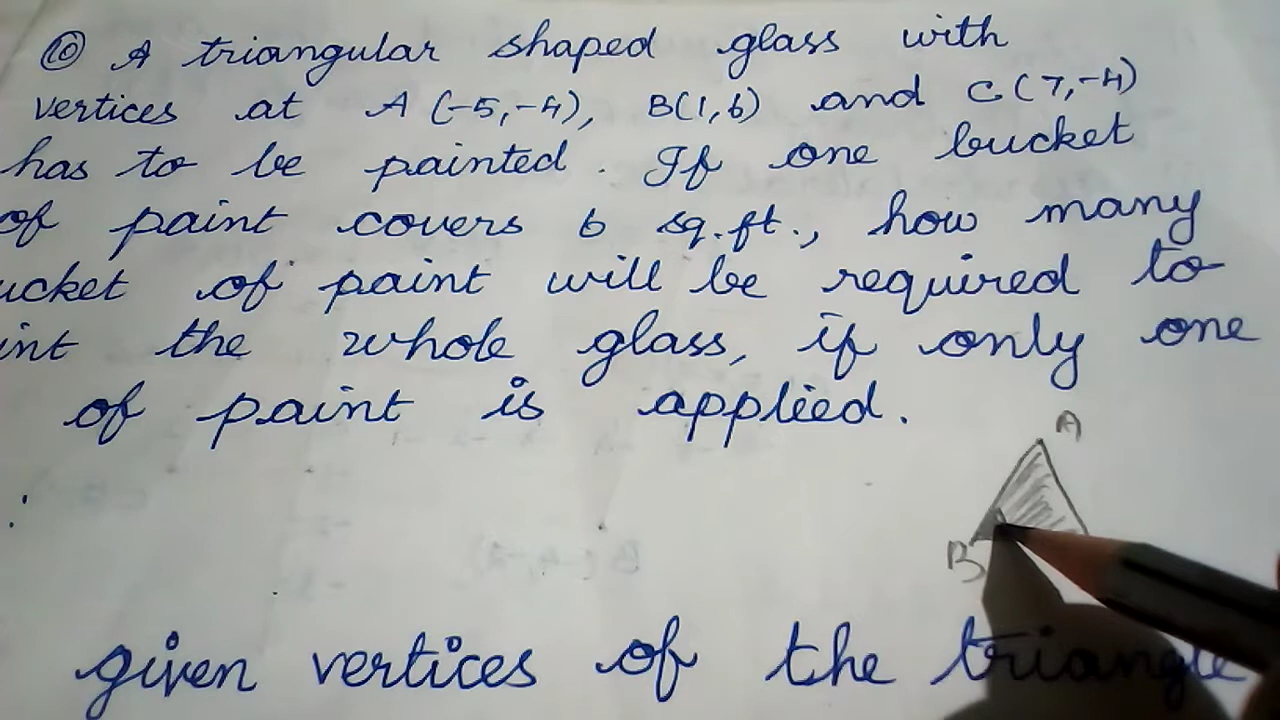 ⑩ A triangular shaped glass with
vertices at A (-5,-4), B(1,6) and C(7,-4)
has to be painted. If one bucket
of paint covers 6 sq.ft., how many
ucket of paint will be required to
int the whole glass, if only one
of paint is applied.
A
B
given vertices of the triangle